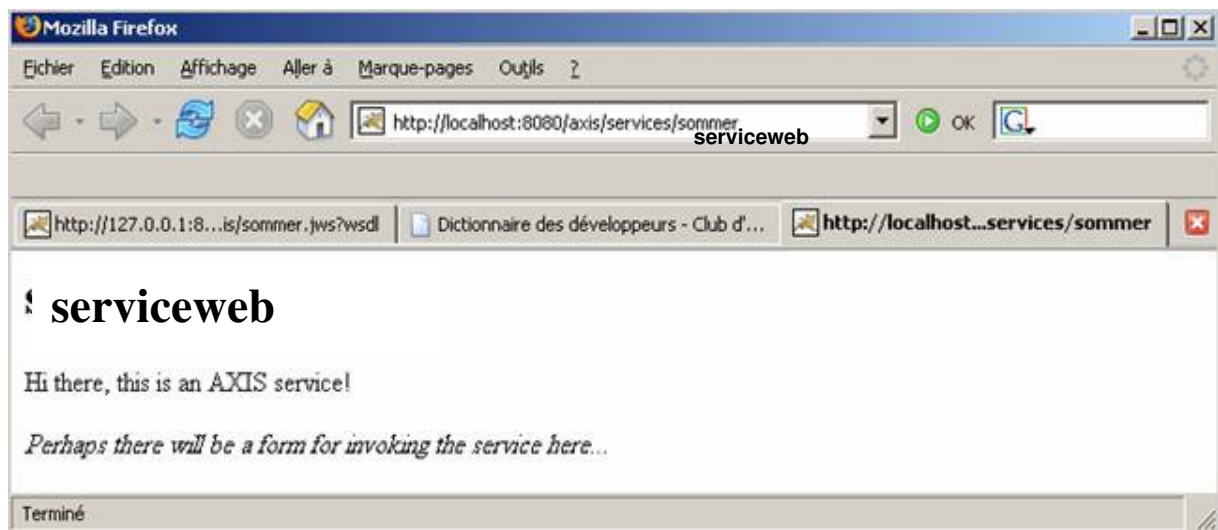 Mozilla Firefox
Fichier Edition Affichage Aller à Marque-pages Outils ?
http://localhost:8080/axis/services/sommer
serviceweb
OK
G
http://127.0.0.1:8...is/sommer.jws?wsdl Dictionnaire des développeurs - Club d'... http://localhost...services/sommer
serviceweb
Hi there, this is an AXIS service!
Perhaps there will be a form for invoking the service here...
Terminé